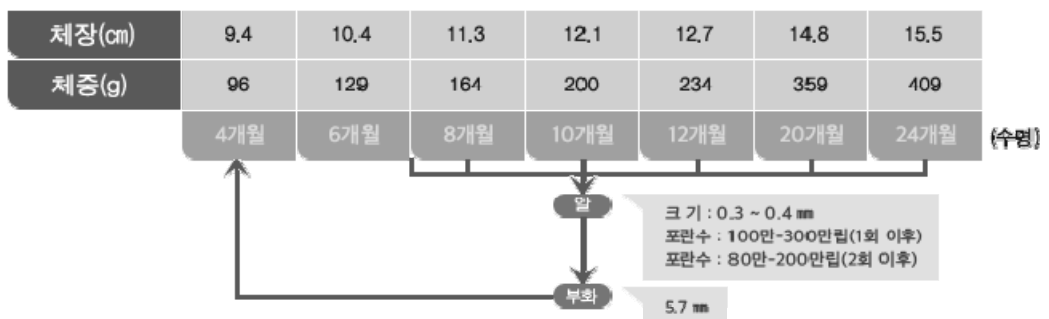 체장(㎝) 9.4 10.4 11.3 12.1 12.7 14.8 15.5
체중(g) 96 129 164 200 234 359 409
4개월 6개월 8개월 10개월 12개월 20개월 24개월 (수명)
알
크 기 : 0.3 ~ 0.4 ㎜
포란수 : 100만-300만립(1회 이후)
포란수 : 80만-200만립(2회 이후)
부화
5.7 ㎜